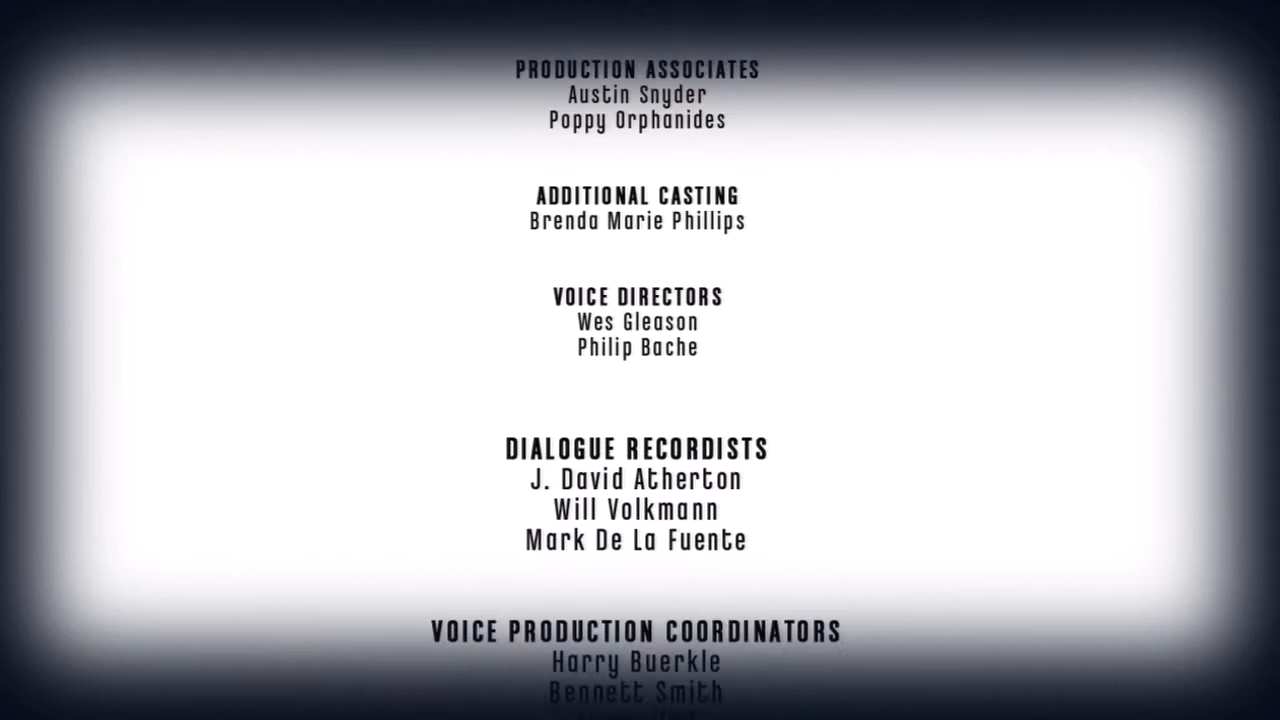 PRODUCTION ASSOCIATES
Austin Snyder
Poppy Orphanides
ADDITIONAL CASTING
Brenda Marie Phillips
VOICE DIRECTORS
Wes Gleason
Philip Bache
DIALOGUE RECORDISTS
J. David Atherton
Will Volkmann
Mark De La Fuente
VOICE PRODUCTION COORDINATORS
Harry Buerkle
Bennett Smith